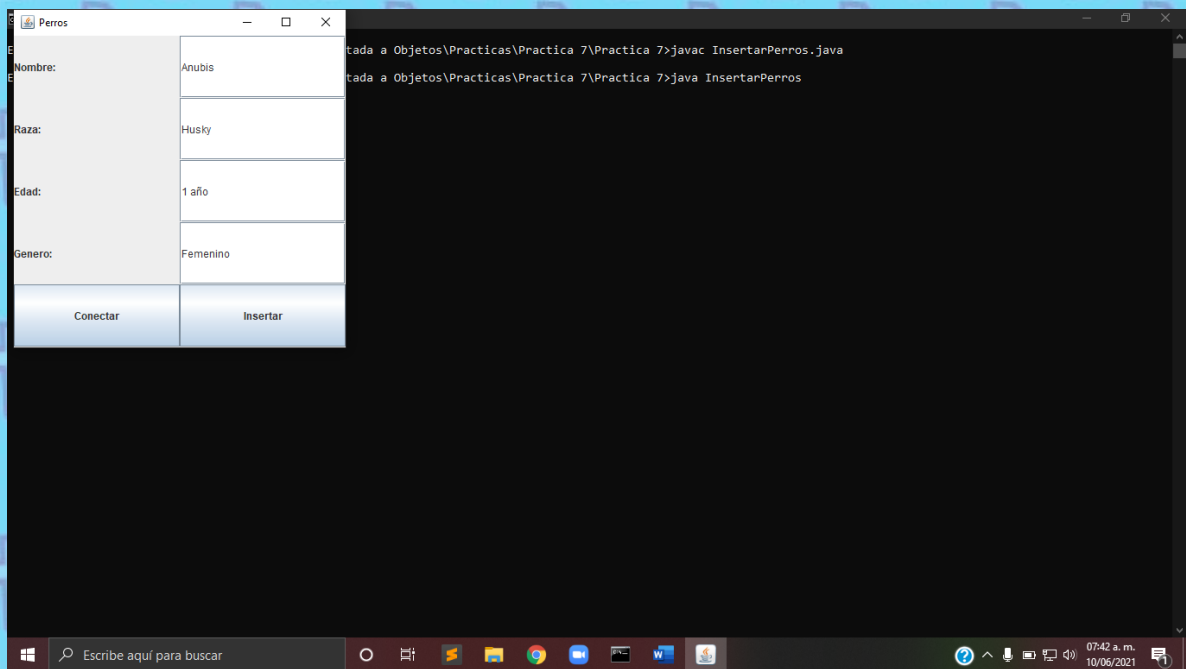 Perros
tada a Objetos\Practicas\Practica 7\Practica 7>javac InsertarPerros.java
Nombre:
Anubis
tada a Objetos\Practicas\Practica 7\Practica 7>java InsertarPerros
Raza:
Husky
Edad:
1 año
Genero:
Femenino
Conectar
Insertar
Escribe aquí para buscar
07:42 a. m.
10/06/2021
1